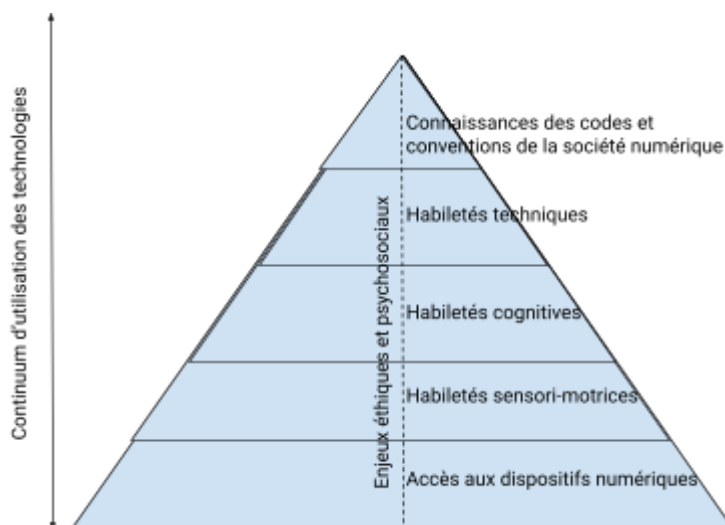 Continuum d'utilisation des technologies
Enjeux éthiques et psychosociaux
Connaissances des codes et
conventions de la société numérique
Habiletés techniques
Habiletés cognitives
Habiletés sensori-motrices
Accès aux dispositifs numériques